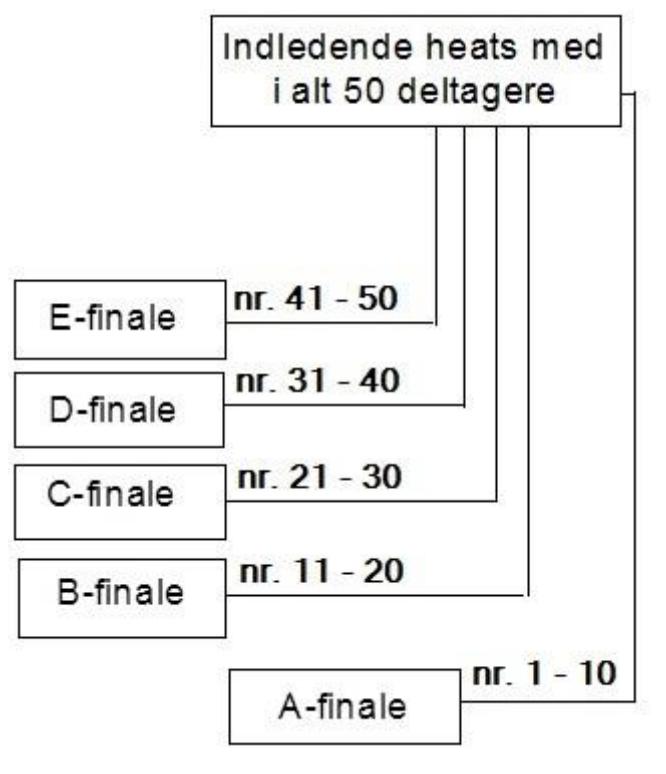 Indledende heats med
i alt 50 deltagere
nr. 41 - 50
E-finale
nr. 31 - 40
D-finale
nr. 21 - 30
C-finale
nr. 11 - 20
B-finale
nr. 1 - 10
A-finale